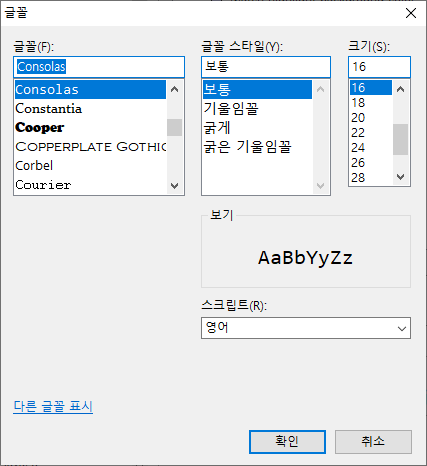 글꼴
글꼴(F):
Consolas
Consolas
Constantia
Cooper
COPPERPLATE GOTHIC
Corbel
Courier
글꼴 스타일(Y):
보통
보통
기울임꼴
굵게
굵은 기울임꼴
크기(S):
16
16
18
20
22
24
26
28
보기
AaBbYyZz
스크립트(R):
영어
다른 글꼴 표시
확인
취소